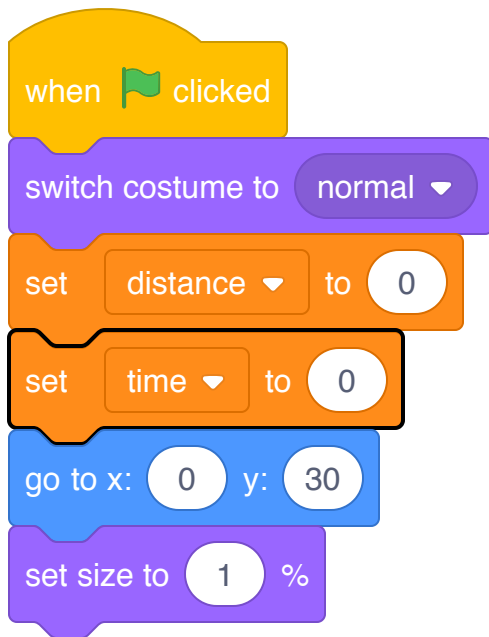 when clicked
switch costume to normal
set distance to 0
set time to 0
go to x: 0 y: 30
set size to 1 %